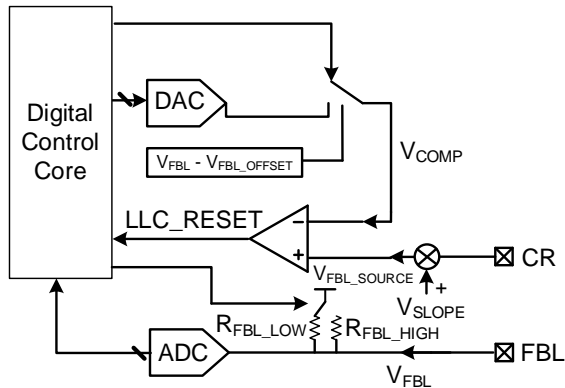 Digital
Control
Core
DAC
V_FBL - V_FBL_OFFSET
V_COMP
LLC_RESET
−
+
CR
V_FBL_SOURCE
+
V_SLOPE
R_FBL_LOW
R_FBL_HIGH
ADC
FBL
V_FBL